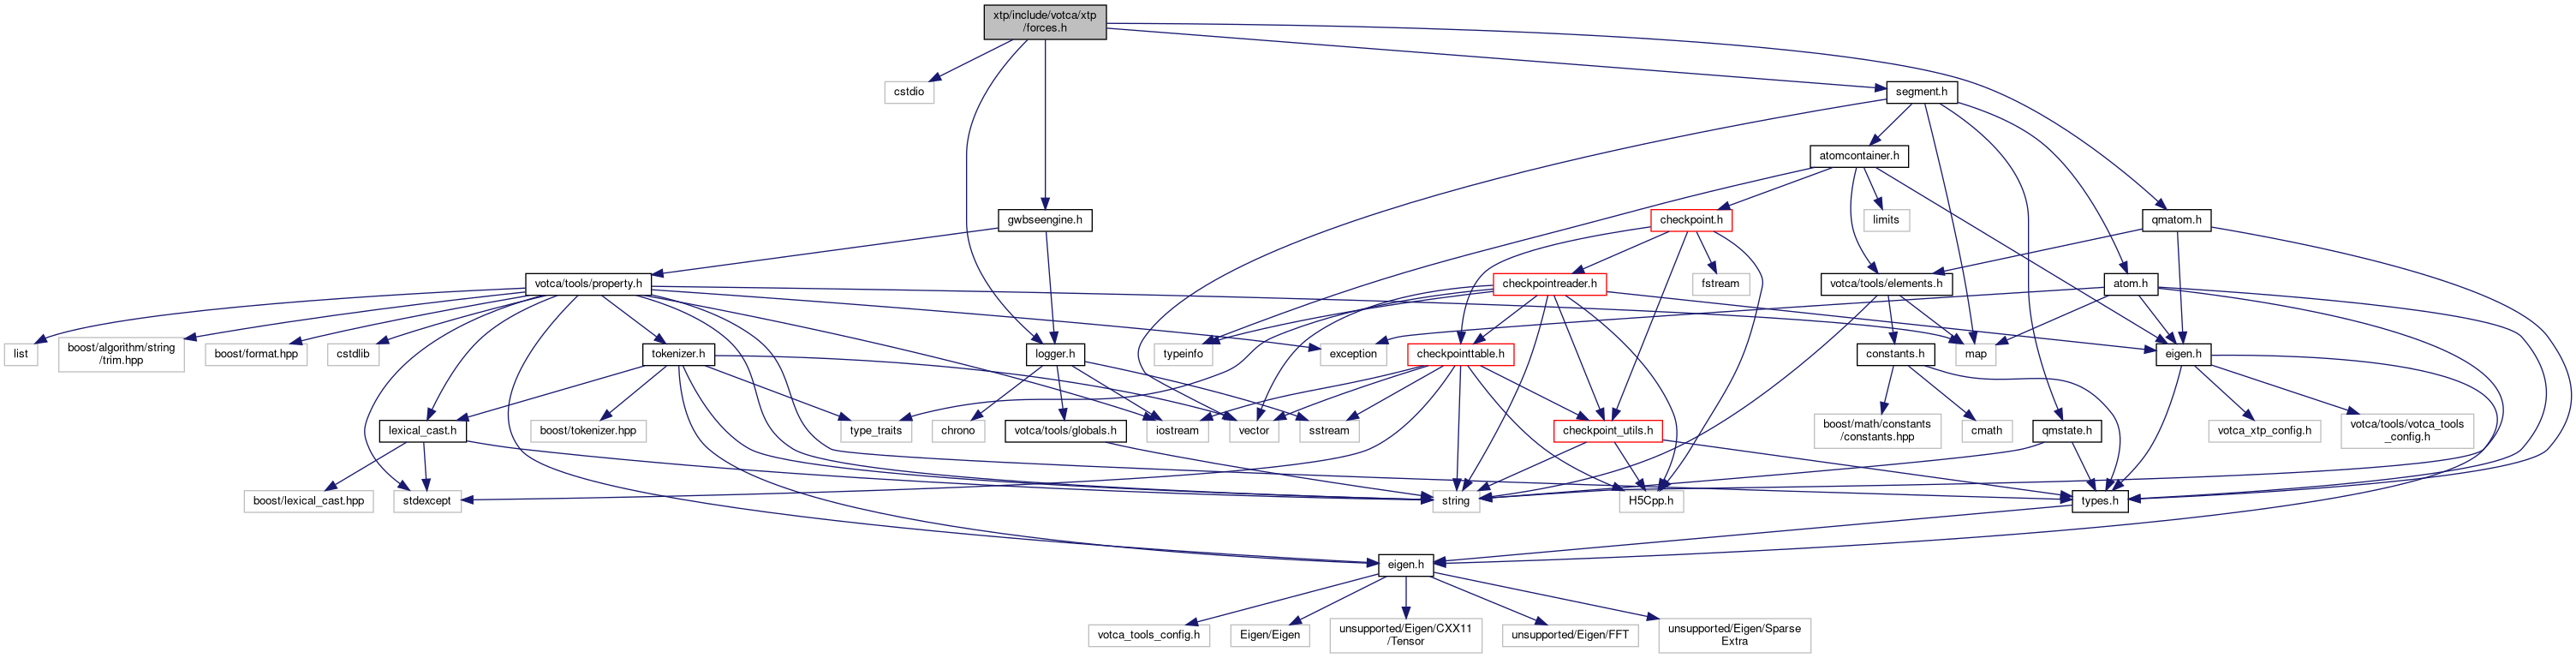 xtp/include/votca/xtp
/forces.h
cstdio
segment.h
atomcontainer.h
gwbseengine.h
checkpoint.h
limits
qmatom.h
votca/tools/property.h
checkpointreader.h
fstream
votca/tools/elements.h
atom.h
list
boost/algorithm/string
/trim.hpp
boost/format.hpp
cstdlib
tokenizer.h
exception
logger.h
typeinfo
checkpointtable.h
constants.h
map
eigen.h
lexical_cast.h
boost/tokenizer.hpp
type_traits
chrono
votca/tools/globals.h
iostream
vector
sstream
checkpoint_utils.h
boost/math/constants
/constants.hpp
cmath
qmstate.h
votca_xtp_config.h
votca/tools/votca_tools
_config.h
boost/lexical_cast.hpp
stdexcept
string
H5Cpp.h
types.h
eigen.h
votca_tools_config.h
Eigen/Eigen
unsupported/Eigen/CXX11
/Tensor
unsupported/Eigen/FFT
unsupported/Eigen/Sparse
Extra